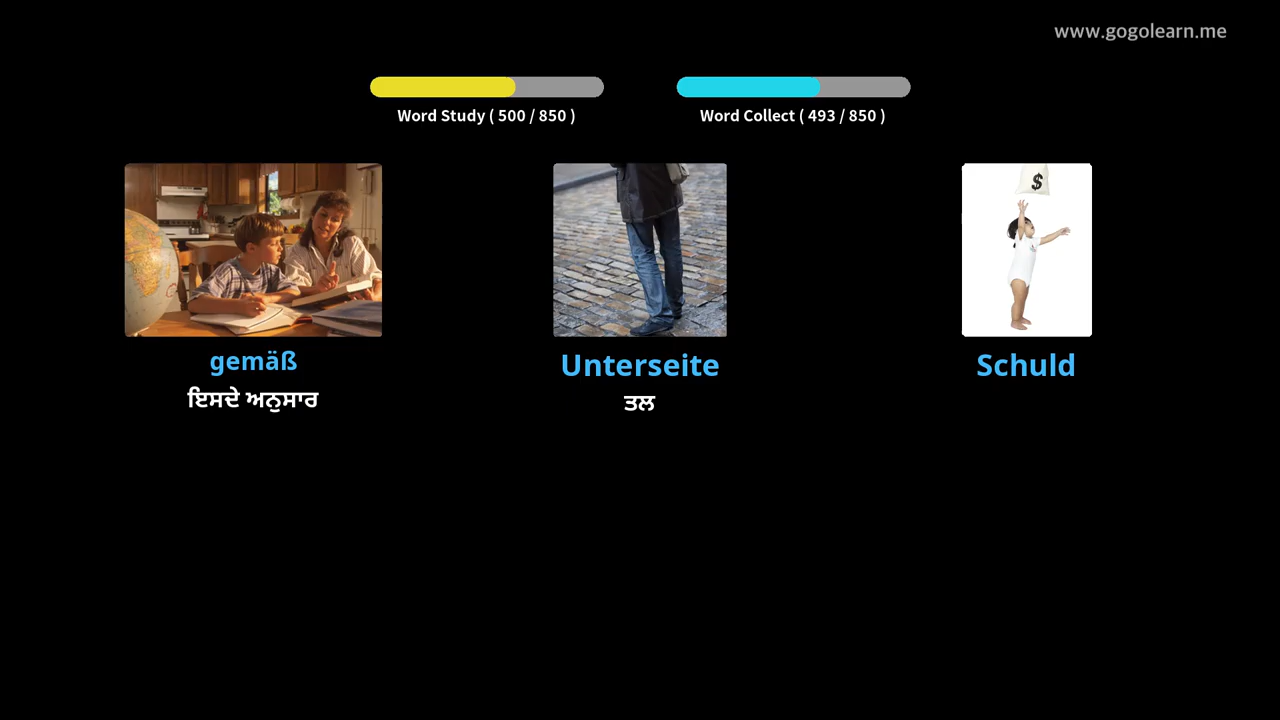 www.gogolearn.me
Word Study ( 500 / 850 )
Word Collect ( 493 / 850 )
$
gemäß
ਇਸਦੇ ਅਨੁਸਾਰ
Unterseite
ਤਲ
Schuld